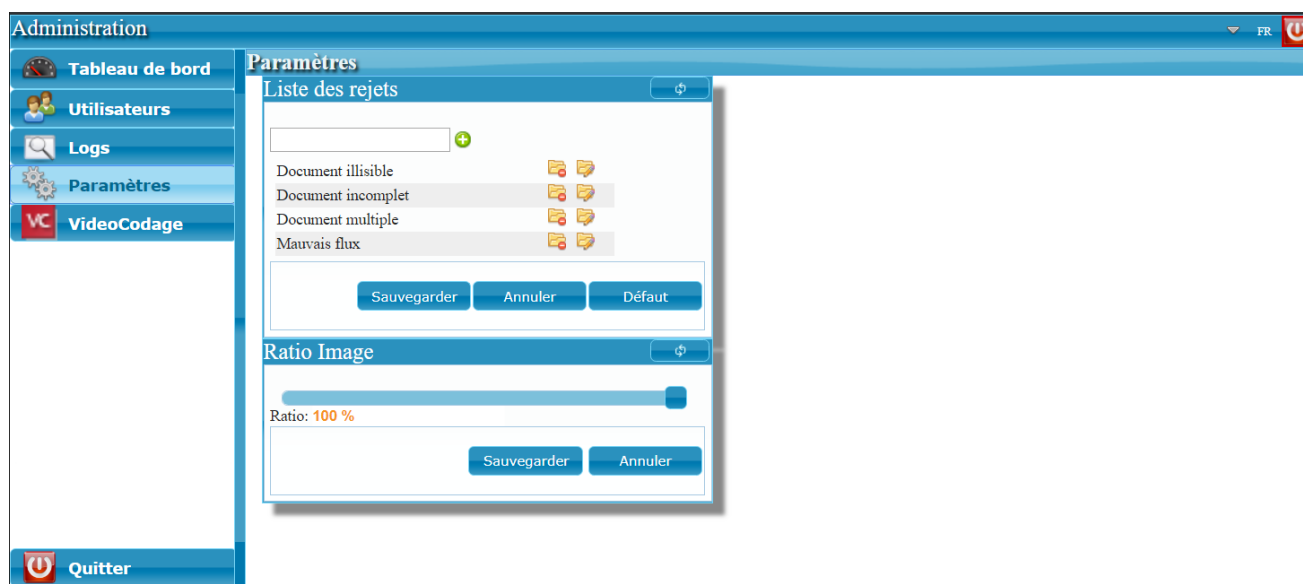 Administration
FR
Tableau de bord
Utilisateurs
Logs
Paramètres
VC VideoCodage
Quitter
Paramètres
Liste des rejets
Document illisible
Document incomplet
Document multiple
Mauvais flux
Sauvegarder Annuler Défaut
Ratio Image
Ratio: 100 %
Sauvegarder Annuler